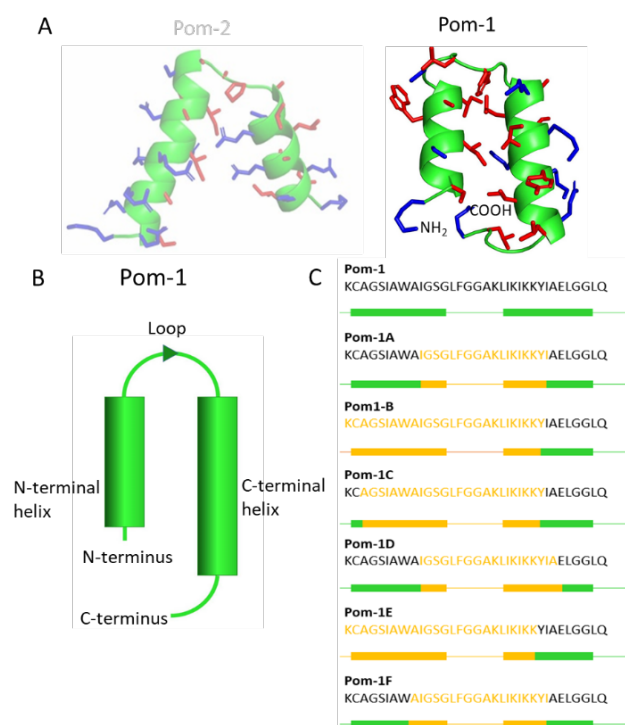 A
Pom-2
Pom-1
NH2
COOH
B
Pom-1
Loop
N-terminal
helix
C-terminal
helix
N-terminus
C-terminus
C
Pom-1
KCAGSIAWAIGSGLFGGAKLIKIKKYIAELGGLQ
Pom-1A
KCAGSIAWAIGSGLFGGAKLIKIKKYIAELGGLQ
Pom1-B
KCAGSIAWAIGSGLFGGAKLIKIKKYIAELGGLQ
Pom-1C
KCAGSIAWAIGSGLFGGAKLIKIKKYIAELGGLQ
Pom-1D
KCAGSIAWAIGSGLFGGAKLIKIKKYIAELGGLQ
Pom-1E
KCAGSIAWAIGSGLFGGAKLIKIKKYIAELGGLQ
Pom-1F
KCAGSIAWAIGSGLFGGAKLIKIKKYIAELGGLQ